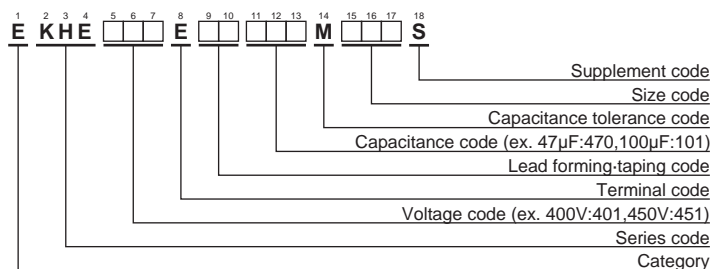 1 2 3 4 5 6 7 8 9 10 11 12 13 14 15 16 17 18
E KHE E M S
Supplement code
Size code
Capacitance tolerance code
Capacitance code (ex. 47μF:470,100μF:101)
Lead forming·taping code
Terminal code
Voltage code (ex. 400V:401,450V:451)
Series code
Category